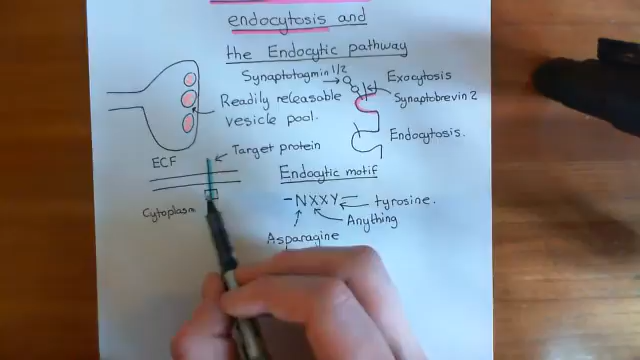 endocytosis and
the Endocytic pathway
Synaptotagmin 1/2
Exocytosis
Synaptobrevin 2
Readily releasable
vesicle pool.
Endocytosis.
Target protein
ECF
Endocytic motif
Cytoplasm
-NXXY
tyrosine.
Anything
Asparagine